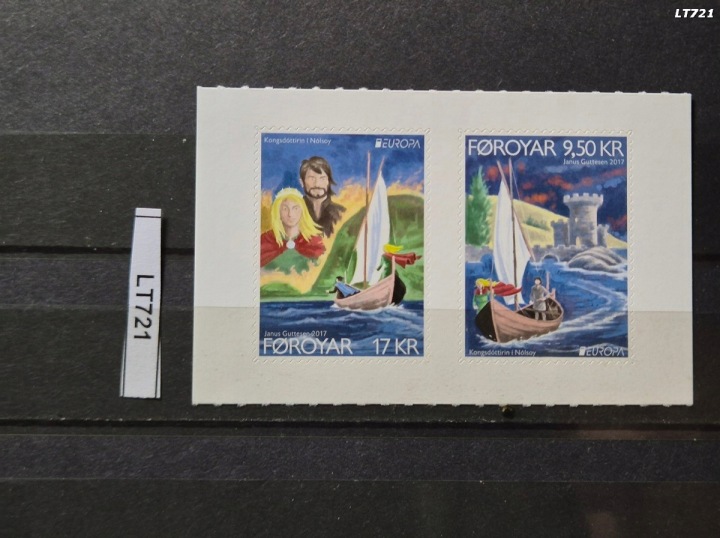 LT721
LT721
Kongsdóttirin í Nólsoy
EUROPA
Janus Guttesen 2017
FØROYAR 17 KR
FØROYAR 9,50 KR
Janus Guttesen 2017
Kongsdóttirin í Nólsoy
EUROPA